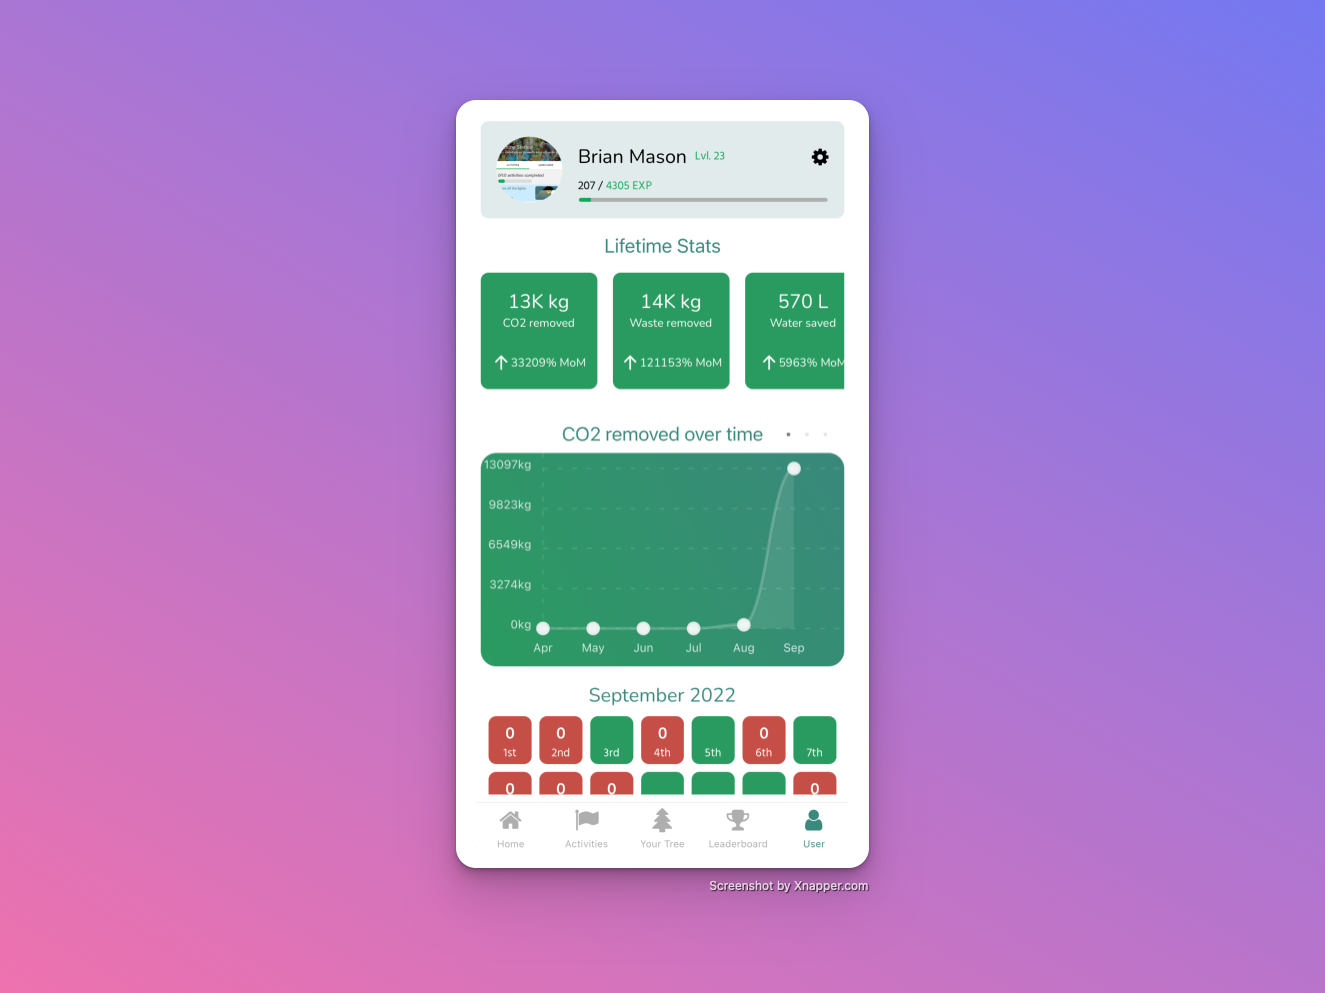 Brian Mason Lvl. 23
207 / 4305 EXP
Lifetime Stats
13K kg
CO2 removed
33209% MoM
14K kg
Waste removed
121153% MoM
570 L
Water saved
5963% MoM
CO2 removed over time
13097kg
9823kg
6549kg
3274kg
0kg
Apr May Jun Jul Aug Sep
September 2022
0 0 0 0
1st 2nd 3rd 4th 5th 6th 7th
0 0 0 0
Home Activities Your Tree Leaderboard User
Screenshot by Xnapper.com